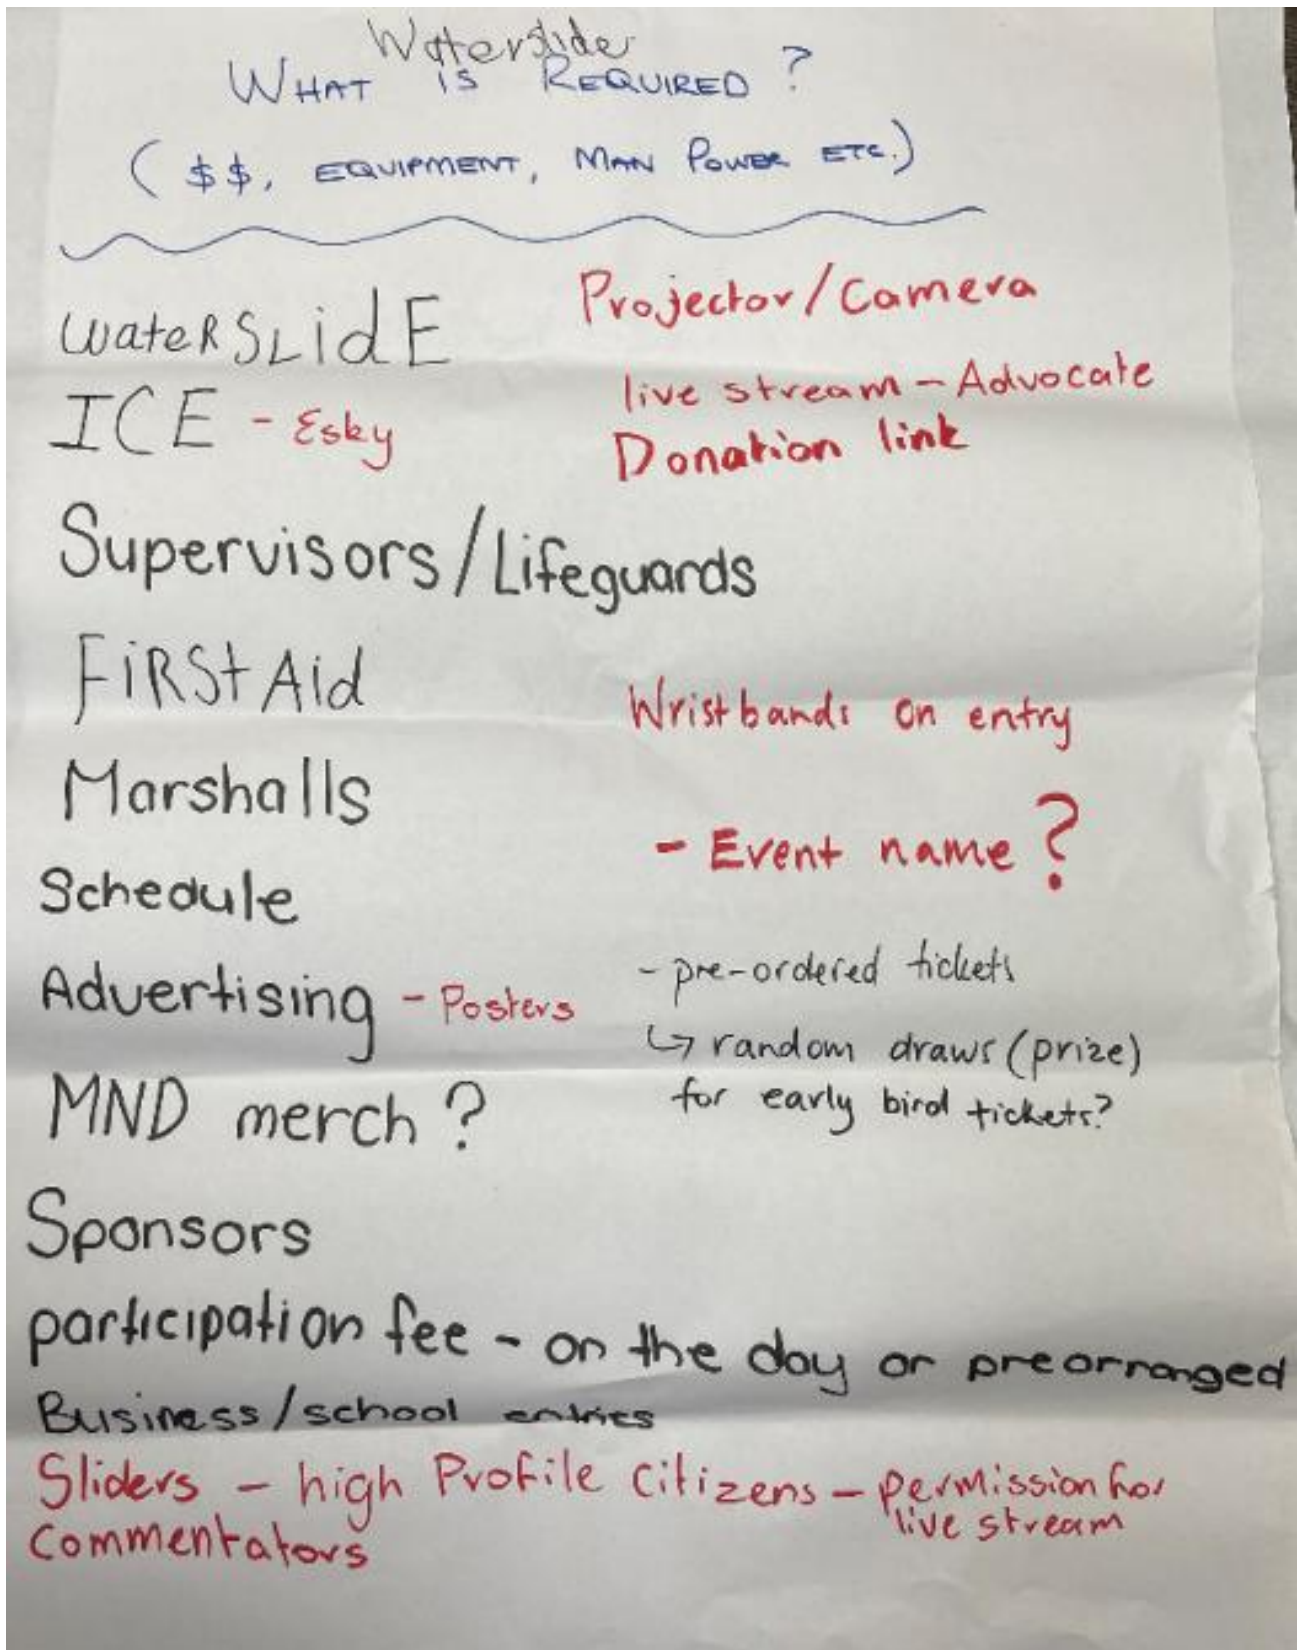 Waterslide
WHAT IS REQUIRED?
($$, EQUIPMENT, MAN POWER ETC.)
wateRSLidE
ICE - Esky
Projector/Camera
live stream - Advocate
Donation link
Supervisors/Lifeguards
FiRSt Aid
Wristbands on entry
Marshalls
- Event name?
Schedule
Advertising - Posters
- pre-ordered tickets
↳ random draws (prize)
for early bird tickets?
MND merch?
Sponsors
participation fee - on the day or prearranged
Business/school entries
Sliders - high Profile Citizens - permission for
live stream
Commentators